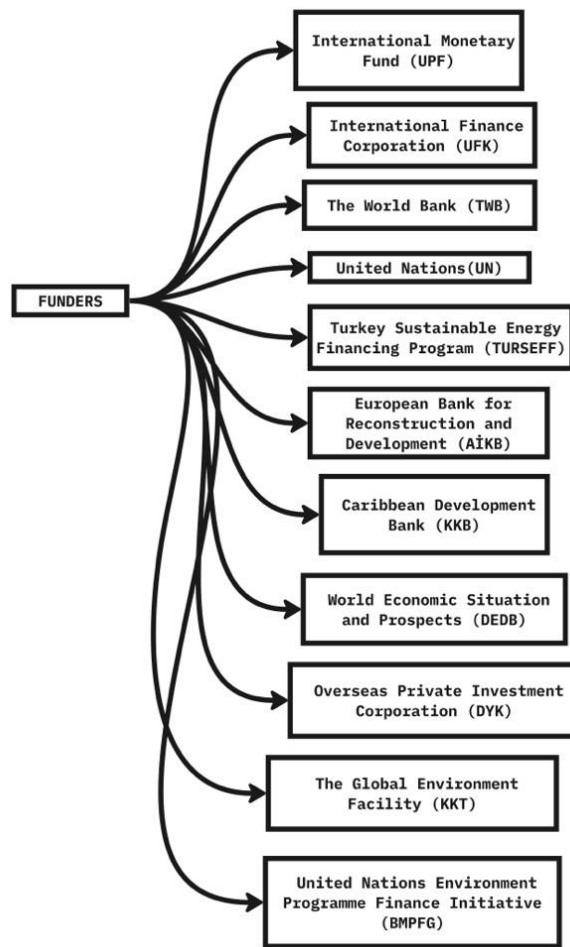 International Monetary
Fund (UPF)
International Finance
Corporation (UFK)
The World Bank (TWB)
United Nations(UN)
FUNDERS
Turkey Sustainable Energy
Financing Program (TURSEFF)
European Bank for
Reconstruction and
Development (AİKB)
Caribbean Development
Bank (KKB)
World Economic Situation
and Prospects (DEDB)
Overseas Private Investment
Corporation (DYK)
The Global Environment
Facility (KKT)
United Nations Environment
Programme Finance Initiative
(BMPFG)